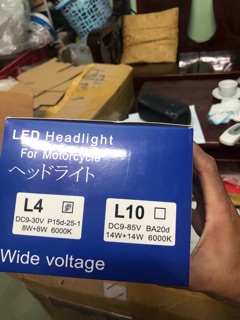 LED Headlight
For Motorcycle
ヘッドライト
L4
DC9-30V P15d-25-1
8W+8W 6000K
L10
DC9-85V BA20d
14W+14W 6000K
Wide voltage